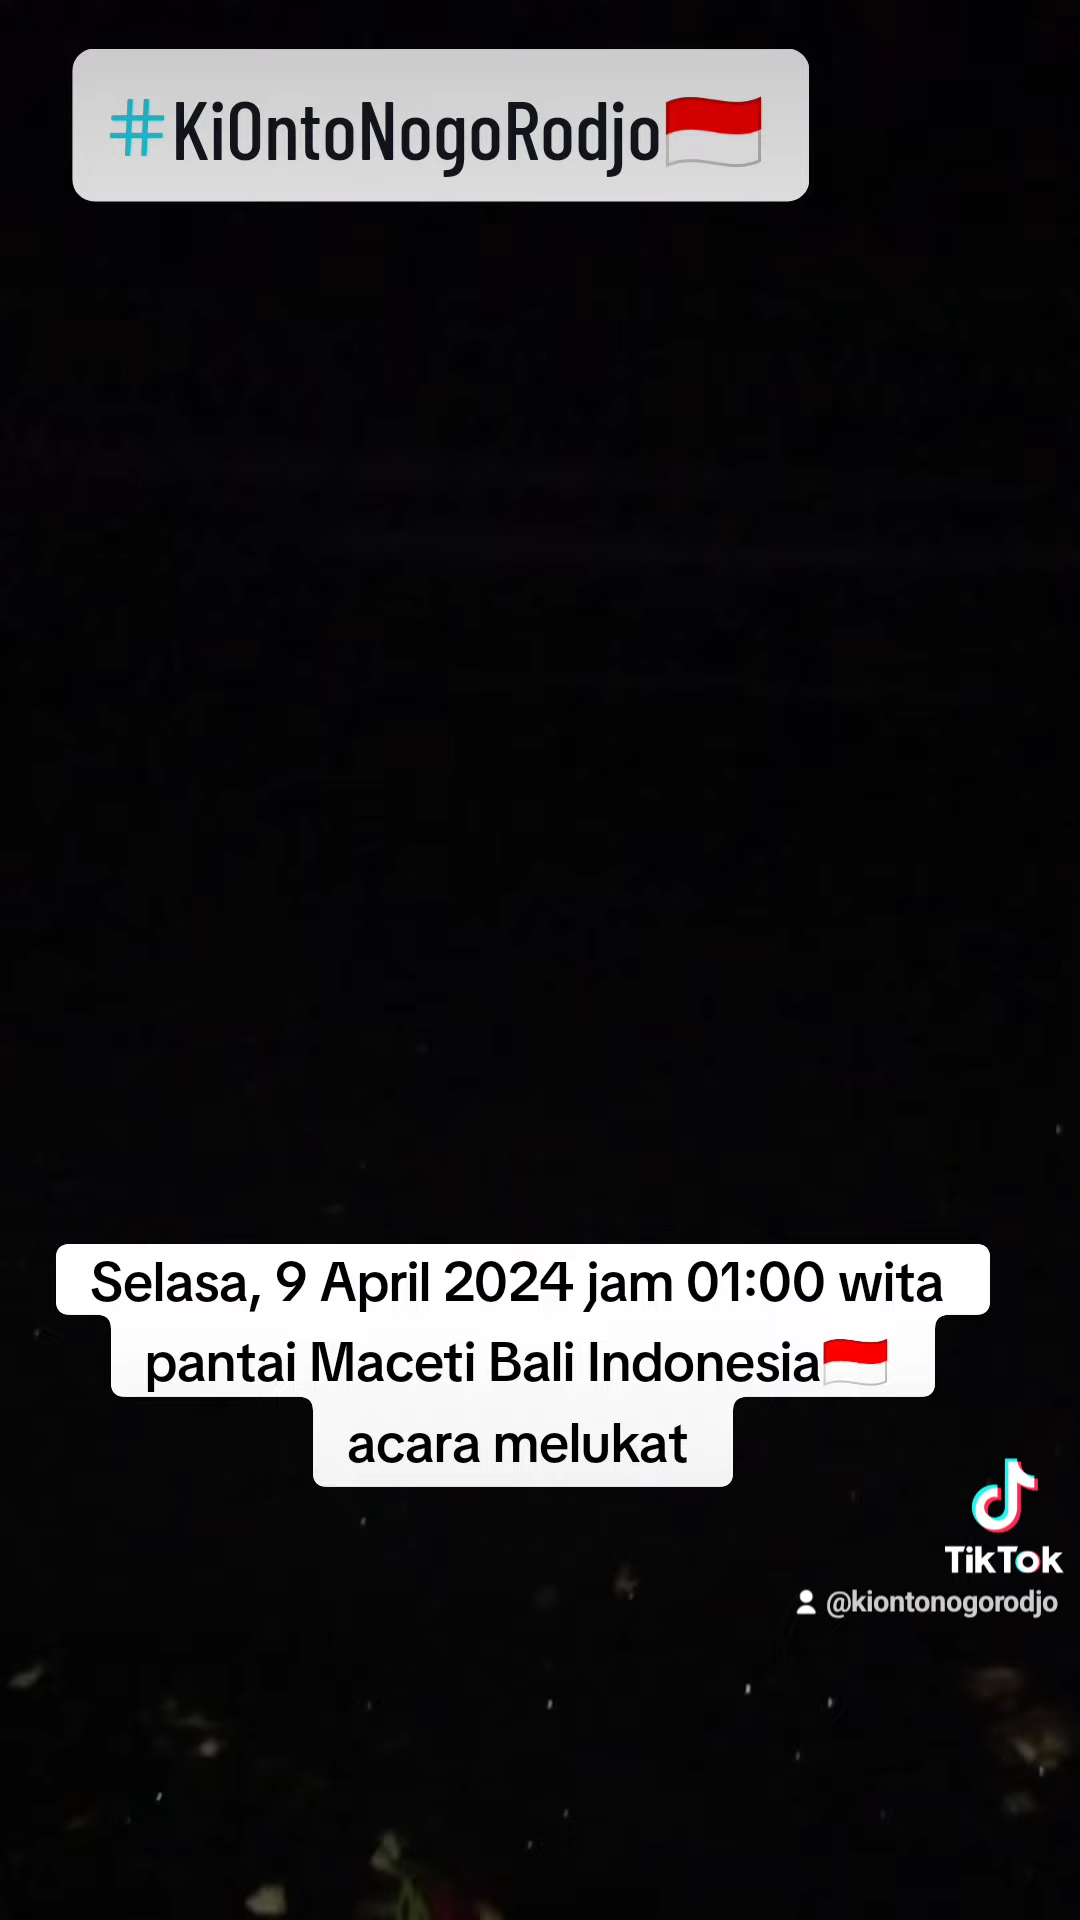 #KiOntoNogoRodjo🇮🇩
Selasa, 9 April 2024 jam 01:00 wita
pantai Maceti Bali Indonesia🇮🇩
acara melukat
TikTok
@kiontonogorodjo